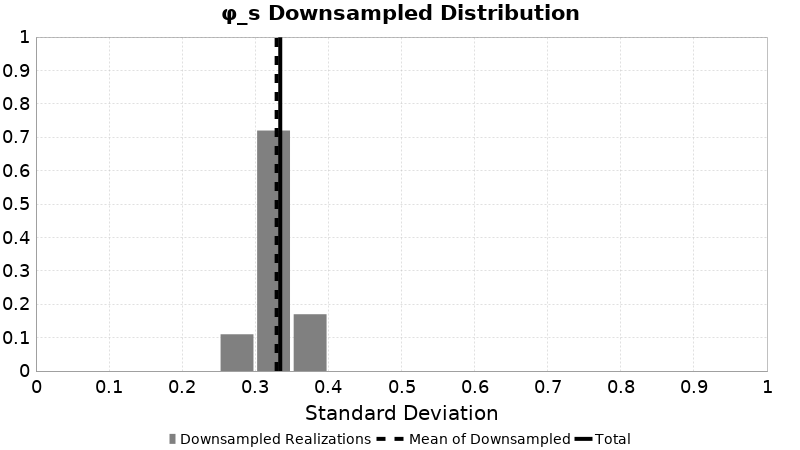 φ_s Downsampled Distribution
1
0.9
0.8
0.7
0.6
0.5
0.4
0.3
0.2
0.1
0
0 0.1 0.2 0.3 0.4 0.5 0.6 0.7 0.8 0.9 1
Standard Deviation
Downsampled Realizations Mean of Downsampled Total